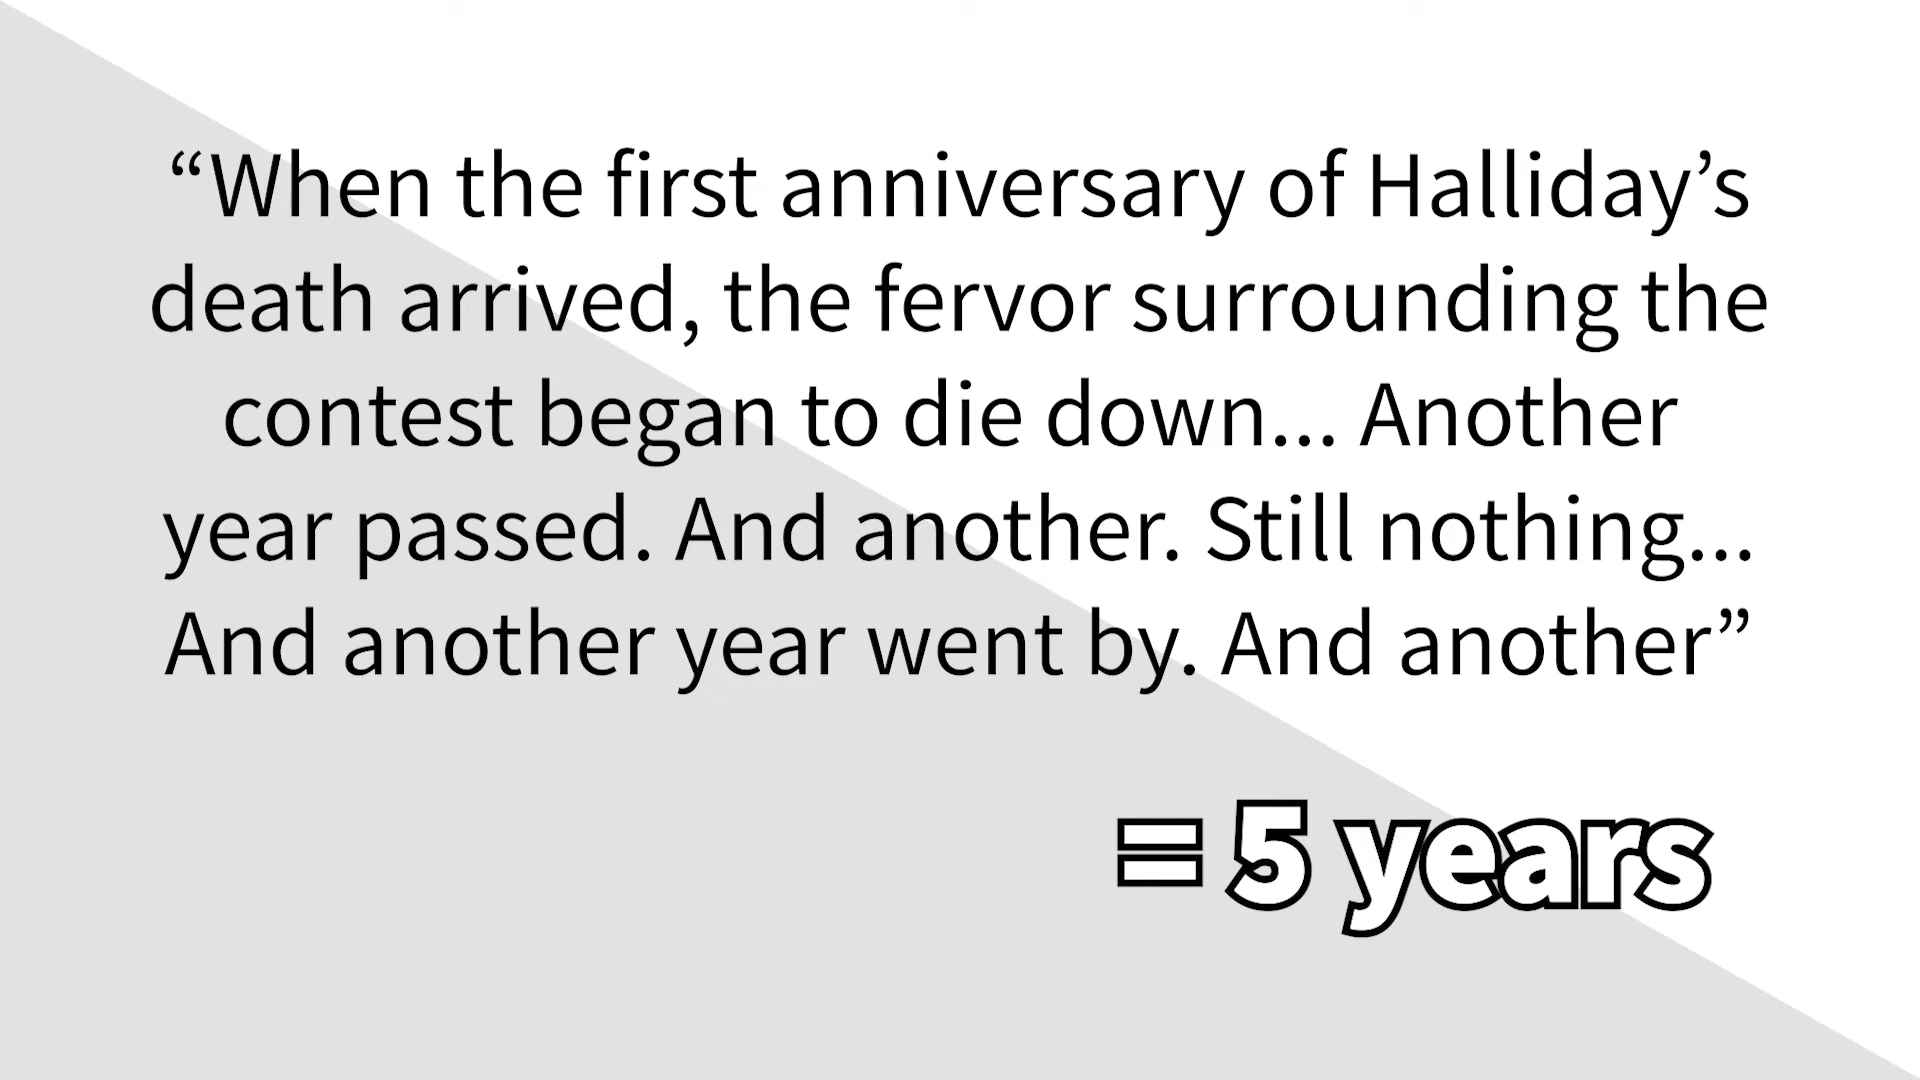 “When the first anniversary of Halliday’s
death arrived, the fervor surrounding the
contest began to die down... Another
year passed. And another. Still nothing...
And another year went by. And another”
= 5 years